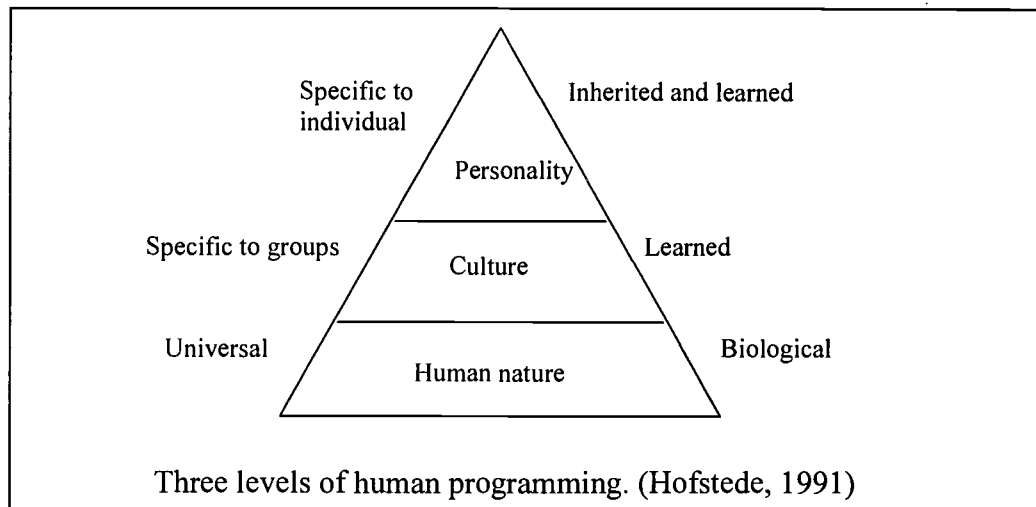 Specific to
individual
Inherited and learned
Personality
Specific to groups
Culture
Learned
Universal
Human nature
Biological
Three levels of human programming. (Hofstede, 1991)